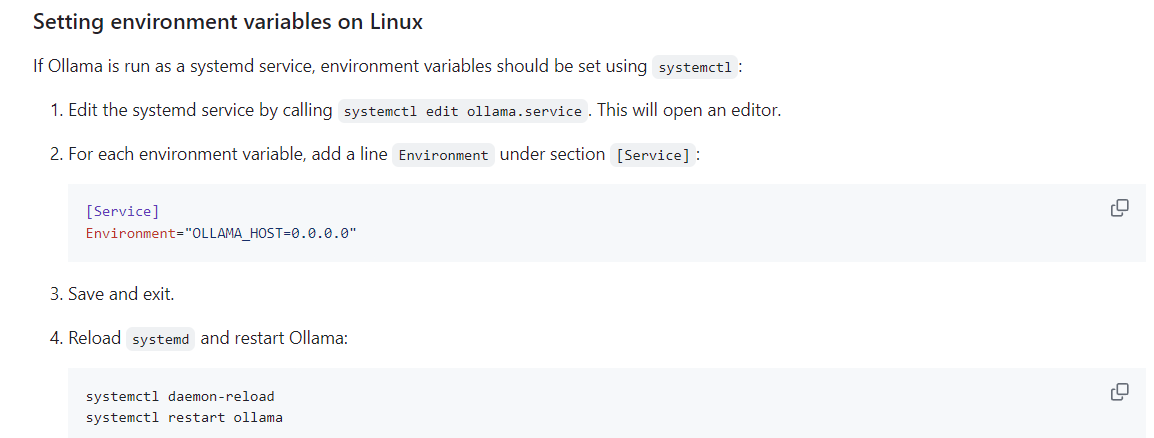 Setting environment variables on Linux
If Ollama is run as a systemd service, environment variables should be set using systemctl:
1. Edit the systemd service by calling systemctl edit ollama.service. This will open an editor.
2. For each environment variable, add a line Environment under section [Service]:
[Service]
Environment="OLLAMA_HOST=0.0.0.0"
3. Save and exit.
4. Reload systemd and restart Ollama:
systemctl daemon-reload
systemctl restart ollama